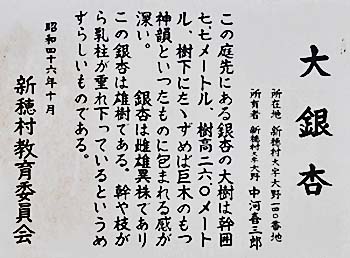 大銀杏
所在地 新穂村大字大野一四〇番地
所有者 新穂村大字大野 中河春三郎
この庭先にある銀杏の大樹は幹囲
七七メートル、樹高二六〇メート
ル、樹下にたゝずめば巨木のもつ
神韻といったものに包まれる感が
深い。 銀杏は雌雄異株であり
この銀杏は雄樹である。幹や枝か
ら乳柱が垂れ下っているというめ
ずらしいものである。
昭和四十六年十月
新穂村教育委員会